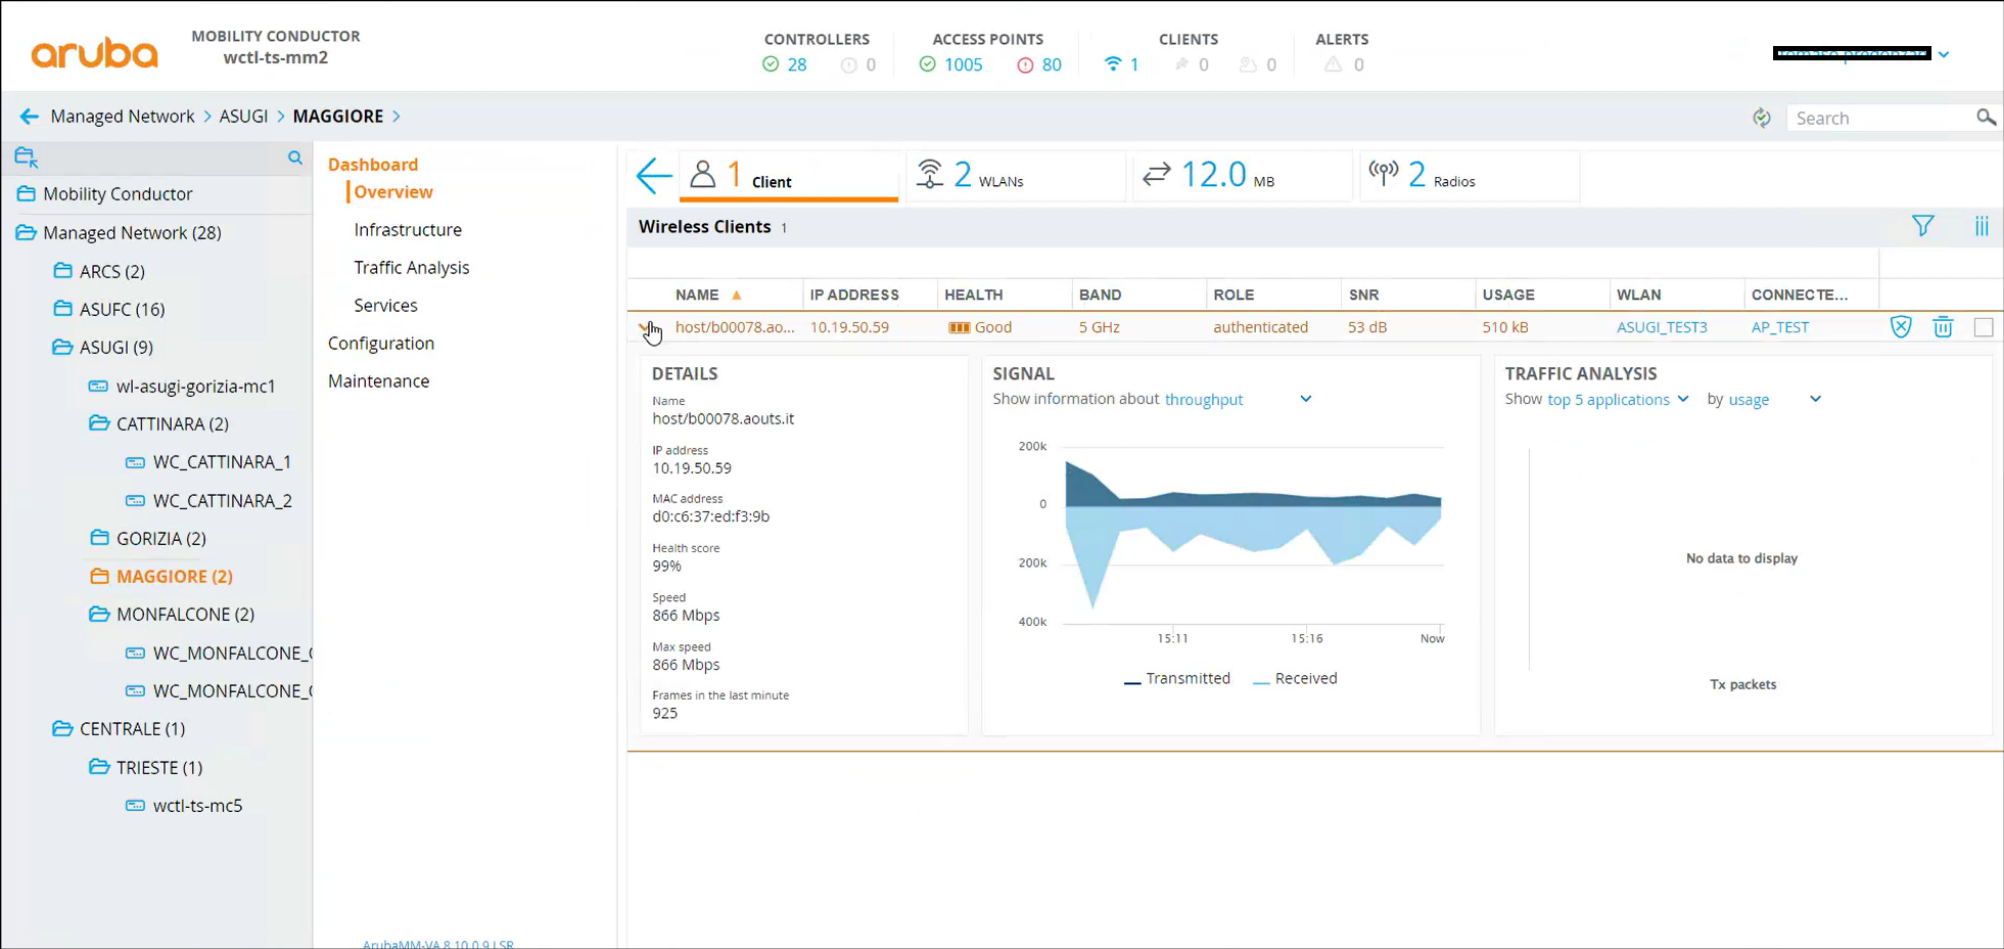 aruba
MOBILITY CONDUCTOR
wctl-ts-mm2
CONTROLLERS
28 0
ACCESS POINTS
1005 80
CLIENTS
1 0 0
ALERTS
0
Managed Network > ASUGI > MAGGIORE >
Search
Mobility Conductor
Managed Network (28)
ARCS (2)
ASUFC (16)
ASUGI (9)
wl-asugi-gorizia-mc1
CATTINARA (2)
WC_CATTINARA_1
WC_CATTINARA_2
GORIZIA (2)
MAGGIORE (2)
MONFALCONE (2)
WC_MONFALCONE_
WC_MONFALCONE_
CENTRALE (1)
TRIESTE (1)
wctl-ts-mc5
Dashboard
Overview
Infrastructure
Traffic Analysis
Services
Configuration
Maintenance
ArubaMM-VA 8.10.0.9 LSR
1 Client
2 WLANs
12.0 MB
2 Radios
Wireless Clients 1
NAME IP ADDRESS HEALTH BAND ROLE SNR USAGE WLAN CONNECTE...
host/b00078.ao... 10.19.50.59 Good 5 GHz authenticated 53 dB 510 kB ASUGI_TEST3 AP_TEST
DETAILS
Name
host/b00078.aouts.it
IP address
10.19.50.59
MAC address
d0:c6:37:ed:f3:9b
Health score
99%
Speed
866 Mbps
Max speed
866 Mbps
Frames in the last minute
925
SIGNAL
Show information about throughput
200k
0
200k
400k
15:11 15:16 Now
Transmitted Received
TRAFFIC ANALYSIS
Show top 5 applications by usage
No data to display
Tx packets